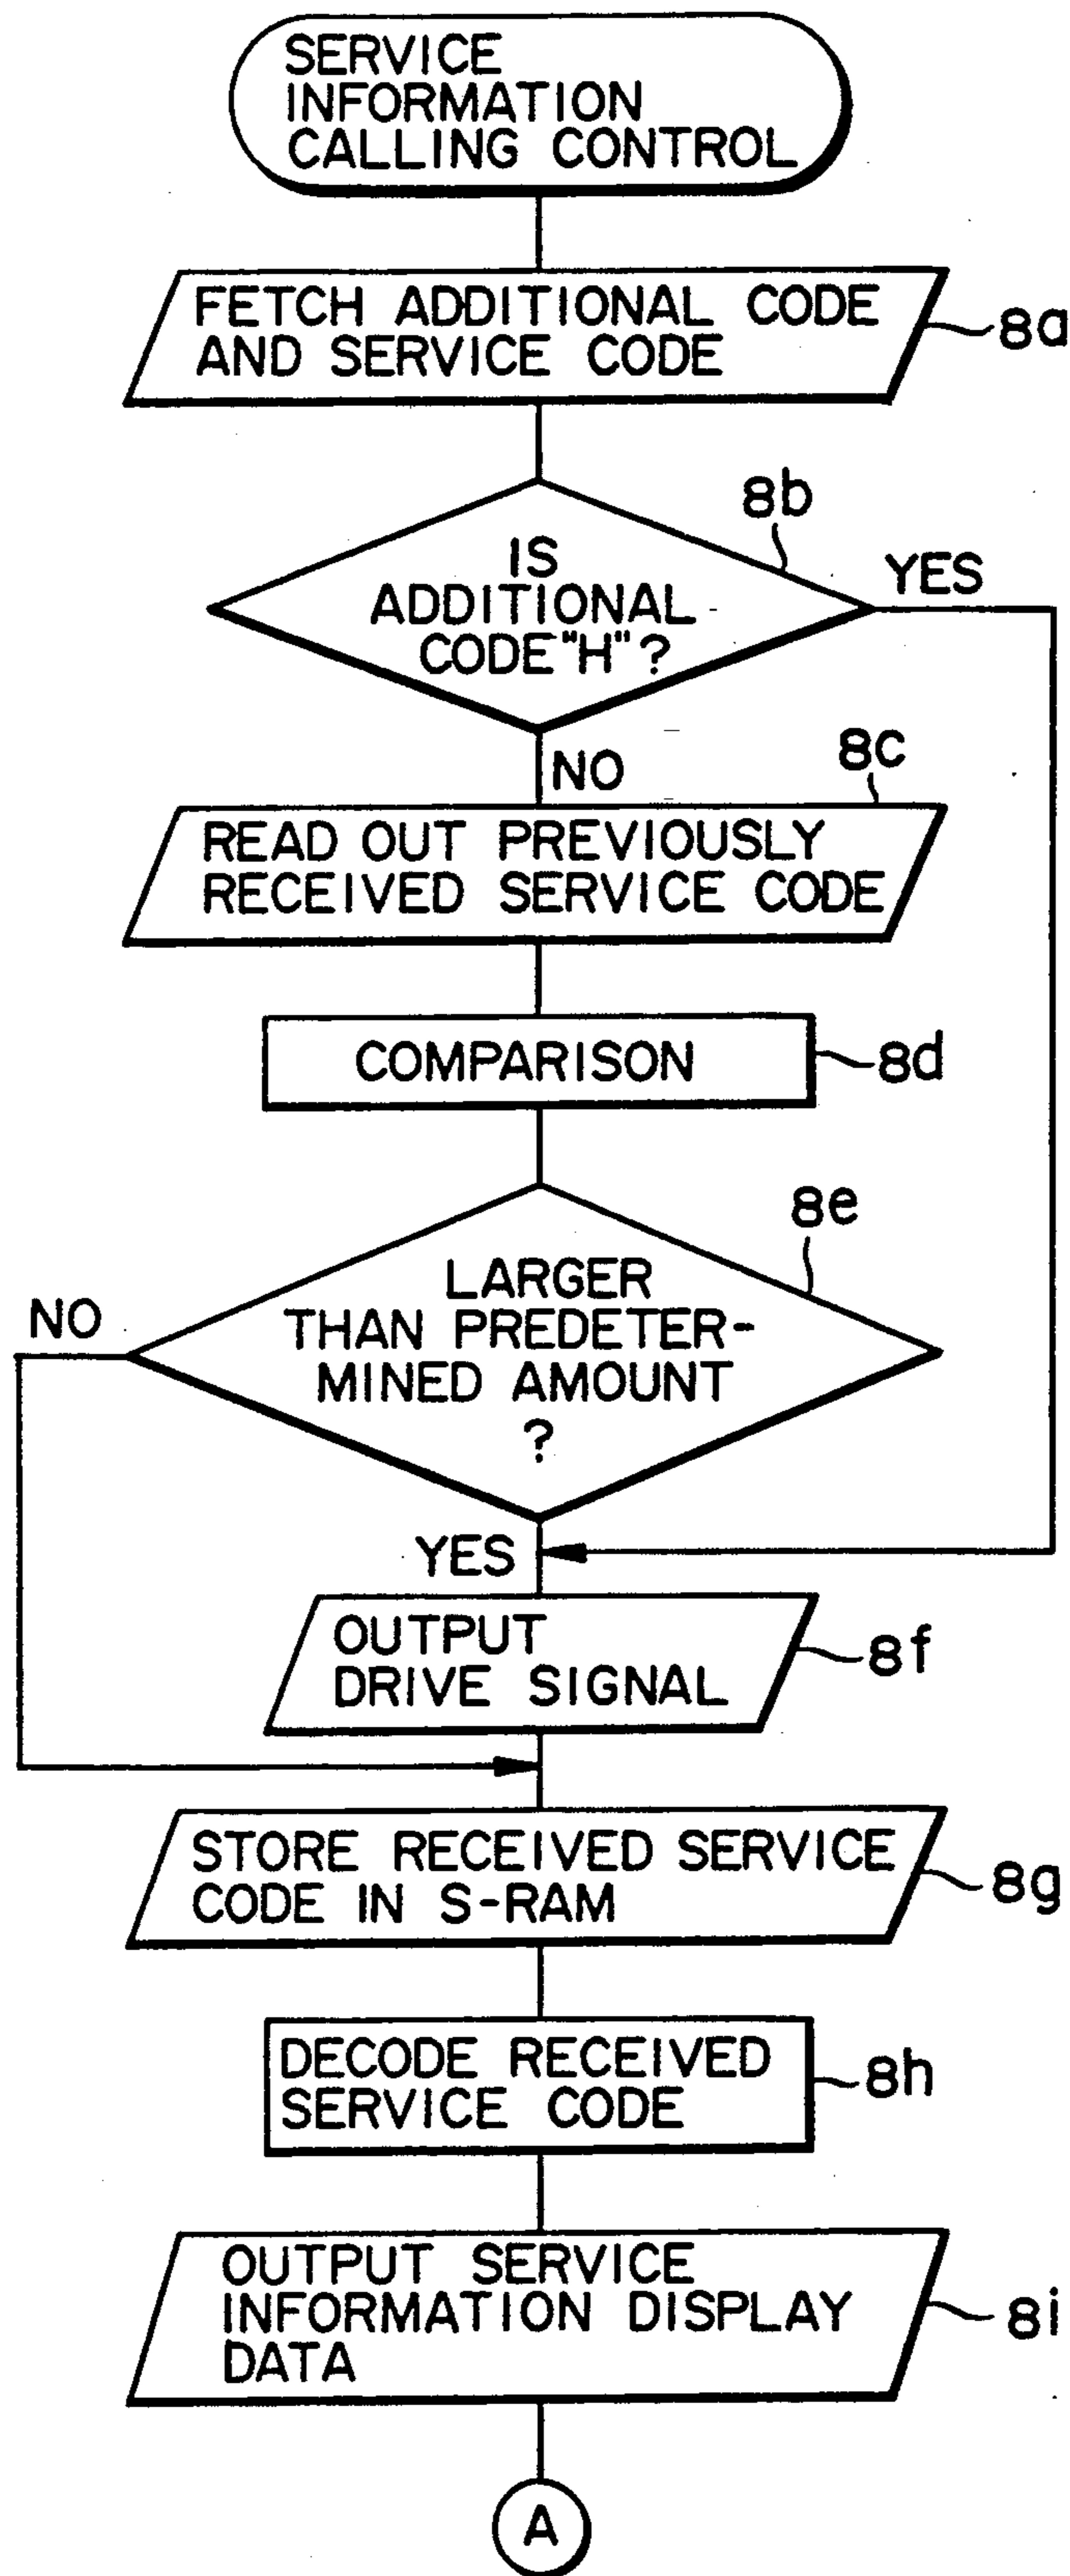 SERVICE
INFORMATION
CALLING CONTROL
FETCH ADDITIONAL CODE
AND SERVICE CODE
8a
8b
IS
ADDITIONAL
CODE "H" ?
YES
NO
8c
READ OUT PREVIOUSLY
RECEIVED SERVICE CODE
COMPARISON
8d
8e
LARGER
THAN PREDETER-
MINED AMOUNT
?
NO
YES
OUTPUT
DRIVE SIGNAL
8f
STORE RECEIVED SERVICE
CODE IN S-RAM
8g
DECODE RECEIVED
SERVICE CODE
8h
OUTPUT SERVICE
INFORMATION DISPLAY
DATA
8i
A